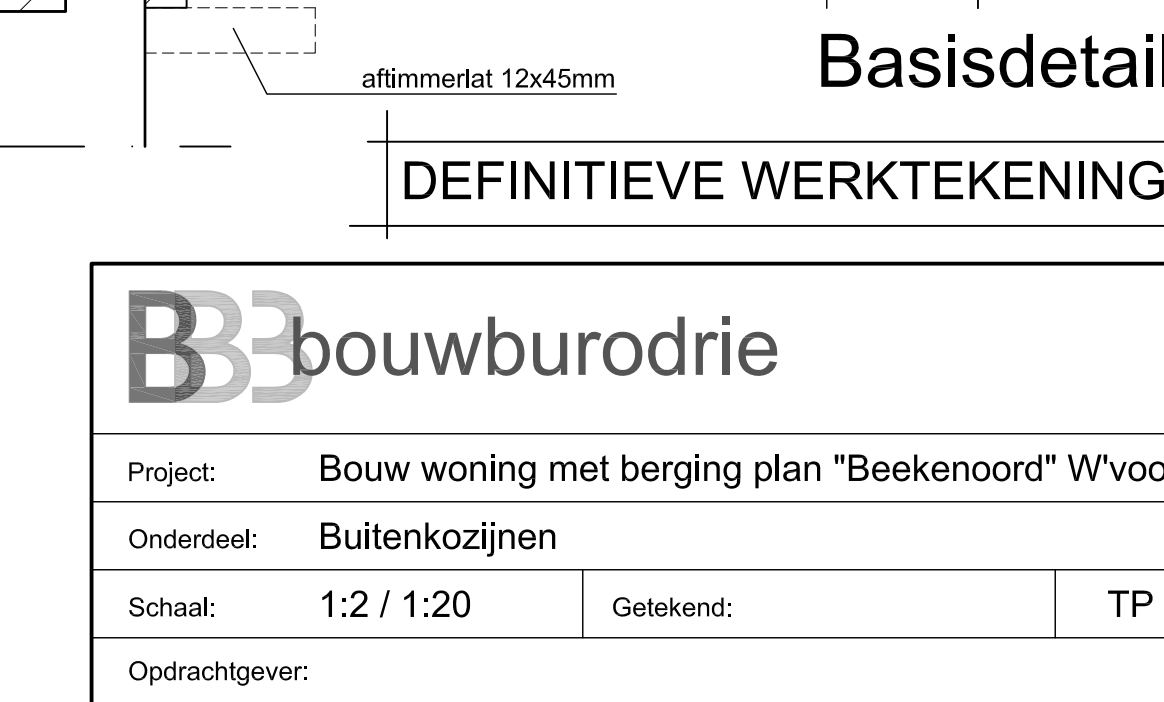 aftimmerlat 12x45mm
Basisdetail
DEFINITIEVE WERKTEKENING
BBB bouwburodrie
Project: Bouw woning met berging plan "Beekenoord" W'voo
Onderdeel: Buitenkozijnen
Schaal: 1:2 / 1:20 Getekend: TP
Opdrachtgever: